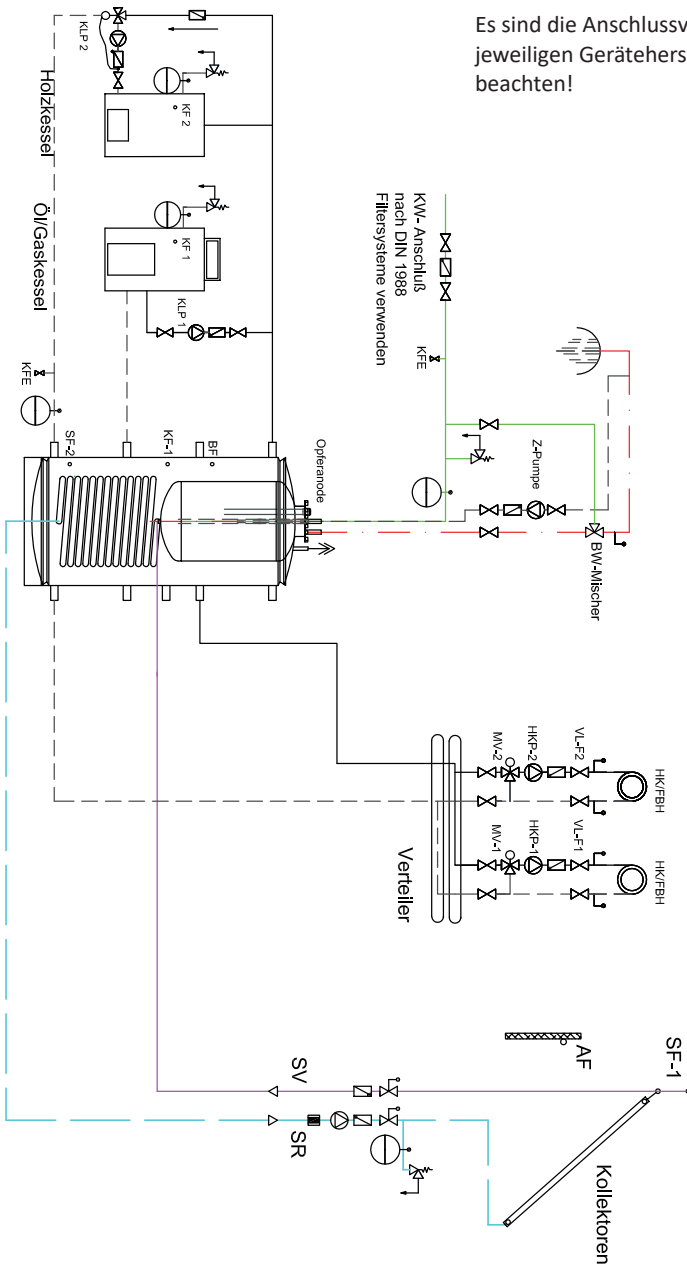 Es sind die Anschlussv
jeweiligen Gerätehers
beachten!
KLP 2
KF 2
Holzkessel
Öl/Gaskessel
KF 1
KLP 1
KFE
KW- Anschluß
nach DIN 1988
Filtersysteme verwenden
KFE
Z-Pumpe
BW-Mischer
Opferanode
BF
KF-1
SF-2
HK/FBH
VL-F2
HKP-2
MV-2
HK/FBH
VL-F1
HKP-1
MV-1
Verteiler
AF
SF-1
Kollektoren
SV
SR